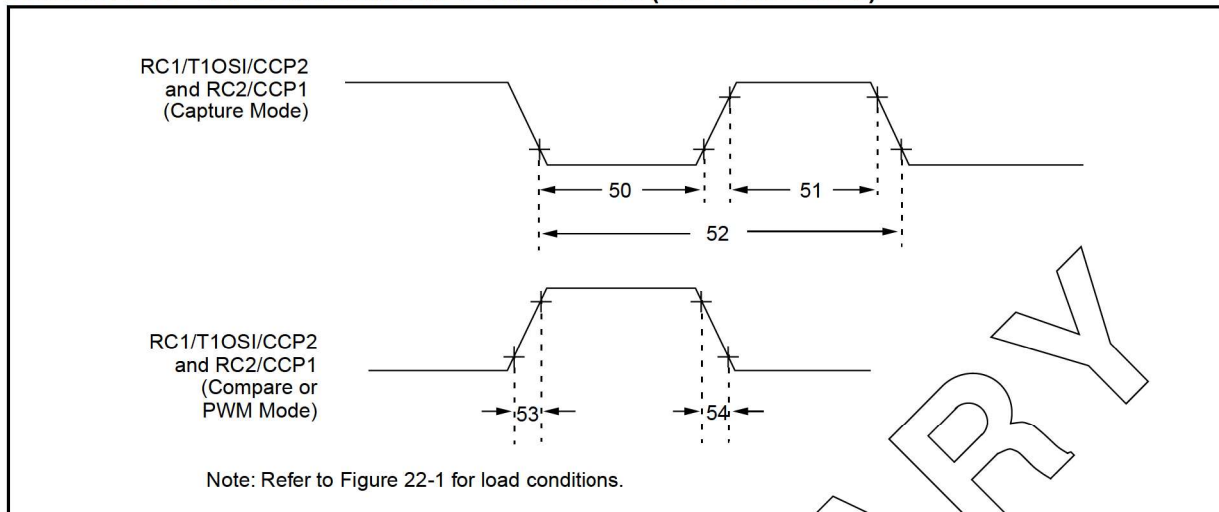 RC1/T1OSI/CCP2
and RC2/CCP1
(Capture Mode)
50
51
52
RC1/T1OSI/CCP2
and RC2/CCP1
(Compare or
PWM Mode)
53
54
Note: Refer to Figure 22-1 for load conditions.
R Y